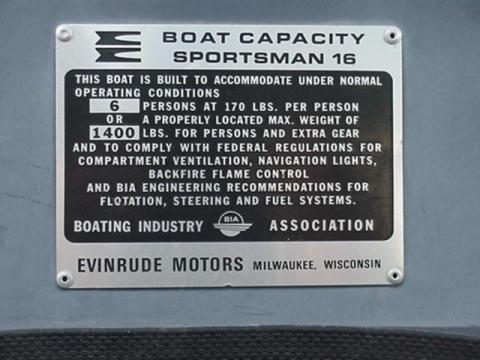 BOAT CAPACITY
SPORTSMAN 16
THIS BOAT IS BUILT TO ACCOMMODATE UNDER NORMAL
OPERATING CONDITIONS
6 PERSONS AT 170 LBS. PER PERSON
OR A PROPERLY LOCATED MAX. WEIGHT OF
1400 LBS. FOR PERSONS AND EXTRA GEAR
AND TO COMPLY WITH FEDERAL REGULATIONS FOR
COMPARTMENT VENTILATION, NAVIGATION LIGHTS,
BACKFIRE FLAME CONTROL
AND BIA ENGINEERING RECOMMENDATIONS FOR
FLOTATION, STEERING AND FUEL SYSTEMS.
BOATING INDUSTRY BIA ASSOCIATION
EVINRUDE MOTORS MILWAUKEE, WISCONSIN